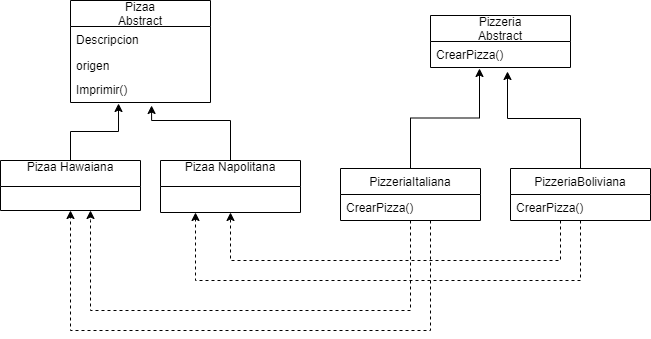 Pizaa
Abstract
Descripcion
origen
Imprimir()
Pizzeria
Abstract
CrearPizza()
Pizaa Hawaiana
Pizaa Napolitana
PizzeriaItaliana
CrearPizza()
PizzeriaBoliviana
CrearPizza()